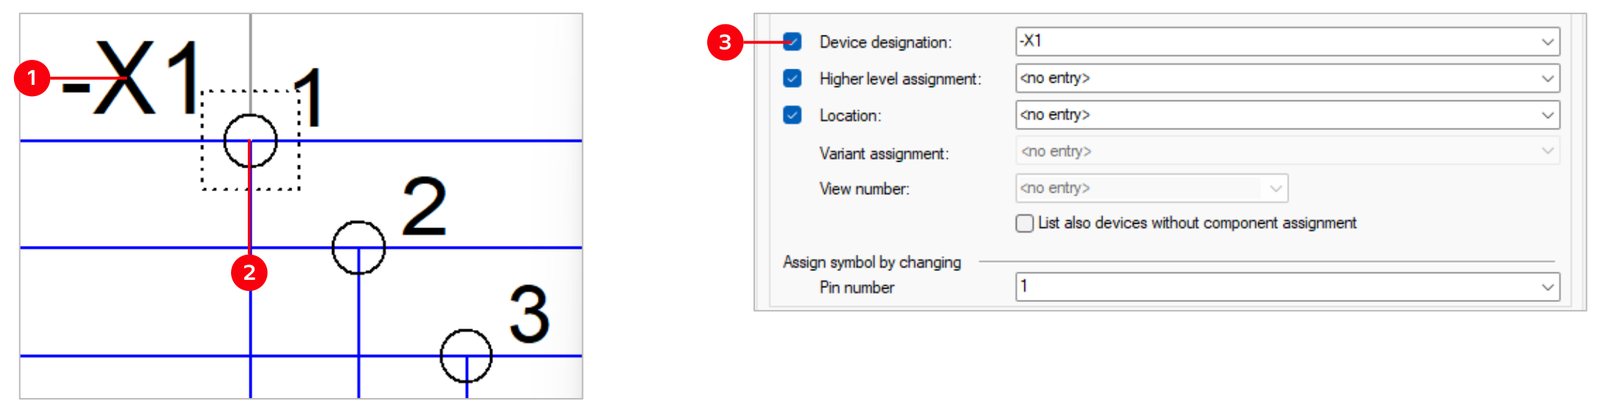 1
-X1
1
2
2
3
3
Device designation: -X1
Higher level assignment: <no entry>
Location: <no entry>
Variant assignment: <no entry>
View number: <no entry>
List also devices without component assignment
Assign symbol by changing
Pin number 1